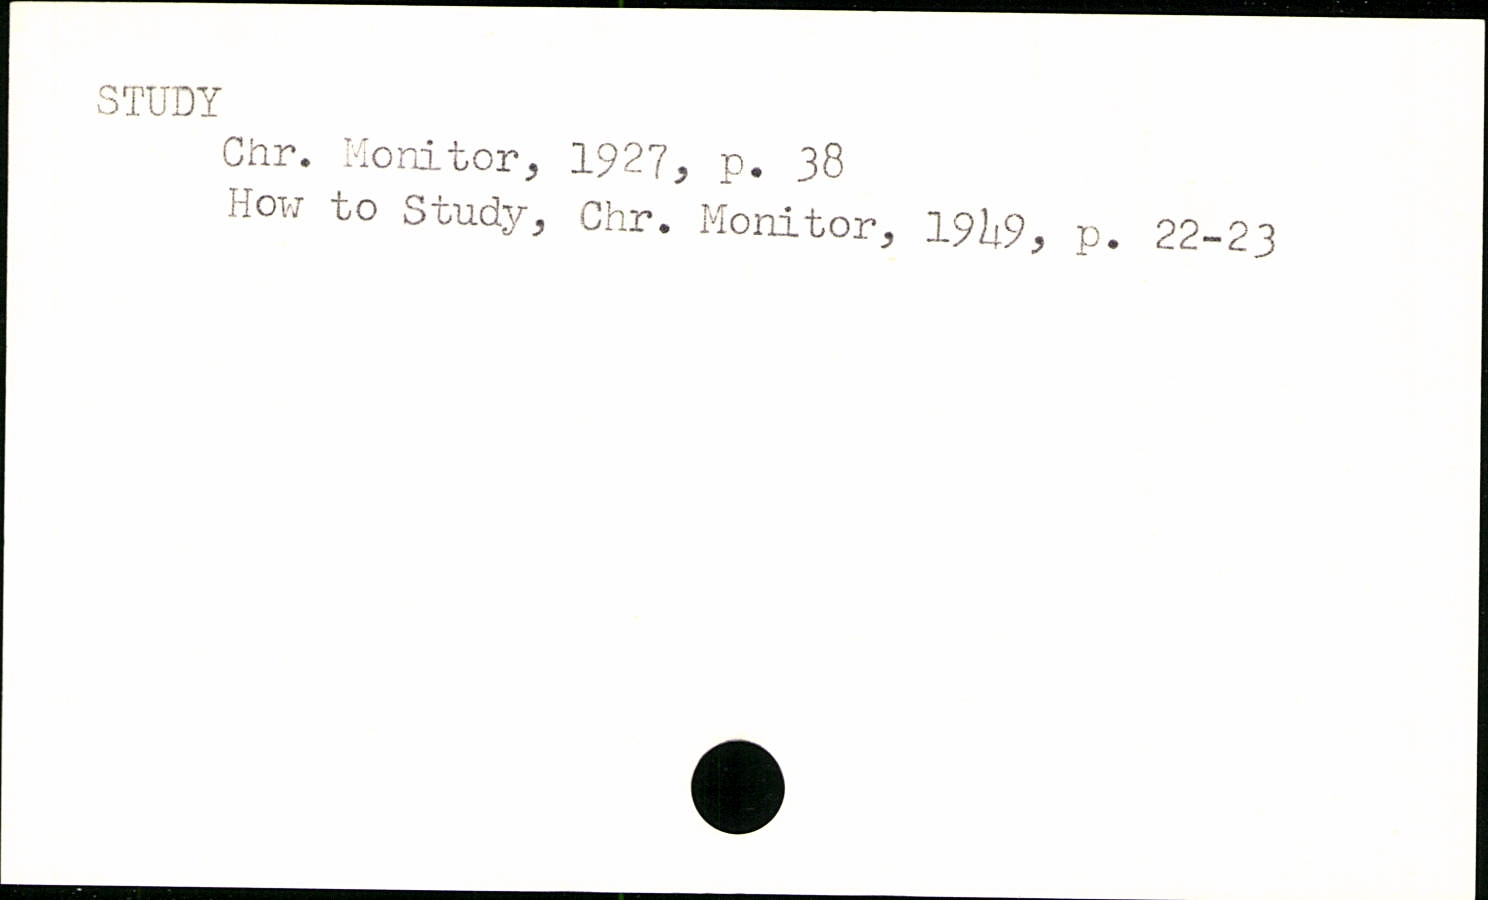 STUDY
Chr. Monitor, 1927, p. 38
How to Study, Chr. Monitor, 1949, p. 22-23